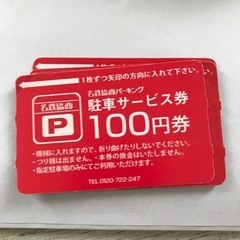 1枚ずつ矢印の方向に入れて下さい。
名鉄協商
P
名鉄協商パーキング
駐車サービス券
100円券
・機械に入れますので、折り曲げたりしないでください。
・つり銭は出ません。・本券の換金はいたしません。
・指定駐車場のみにてご利用いただけます。
TEL 0120-722-247